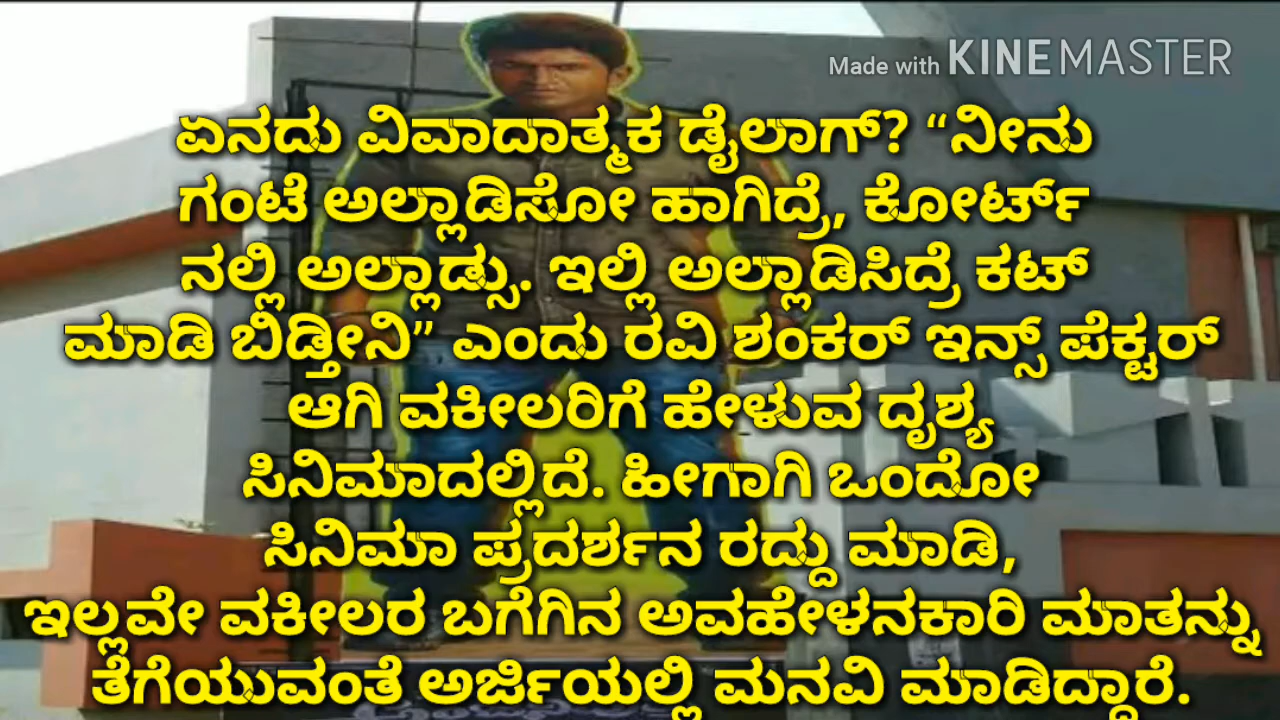 Made with KINEMASTER
ಏನದು ವಿವಾದಾತ್ಮಕ ಡೈಲಾಗ್? “ನೀನು
ಗಂಟೆ ಅಲ್ಲಾಡಿಸೋ ಹಾಗಿದ್ರೆ, ಕೋರ್ಟ್
ನಲ್ಲಿ ಅಲ್ಲಾಡ್ಸು. ಇಲ್ಲಿ ಅಲ್ಲಾಡಿಸಿದ್ರೆ ಕಟ್
ಮಾಡಿ ಬಿಡ್ತೀನಿ” ಎಂದು ರವಿ ಶಂಕರ್ ಇನ್ಸ್ ಪೆಕ್ಟರ್
ಆಗಿ ವಕೀಲರಿಗೆ ಹೇಳುವ ದೃಶ್ಯ
ಸಿನಿಮಾದಲ್ಲಿದೆ. ಹೀಗಾಗಿ ಒಂದೋ
ಸಿನಿಮಾ ಪ್ರದರ್ಶನ ರದ್ದು ಮಾಡಿ,
ಇಲ್ಲವೇ ವಕೀಲರ ಬಗೆಗಿನ ಅವಹೇಳನಕಾರಿ ಮಾತನ್ನು
ತೆಗೆಯುವಂತೆ ಅರ್ಜಿಯಲ್ಲಿ ಮನವಿ ಮಾಡಿದ್ದಾರೆ.